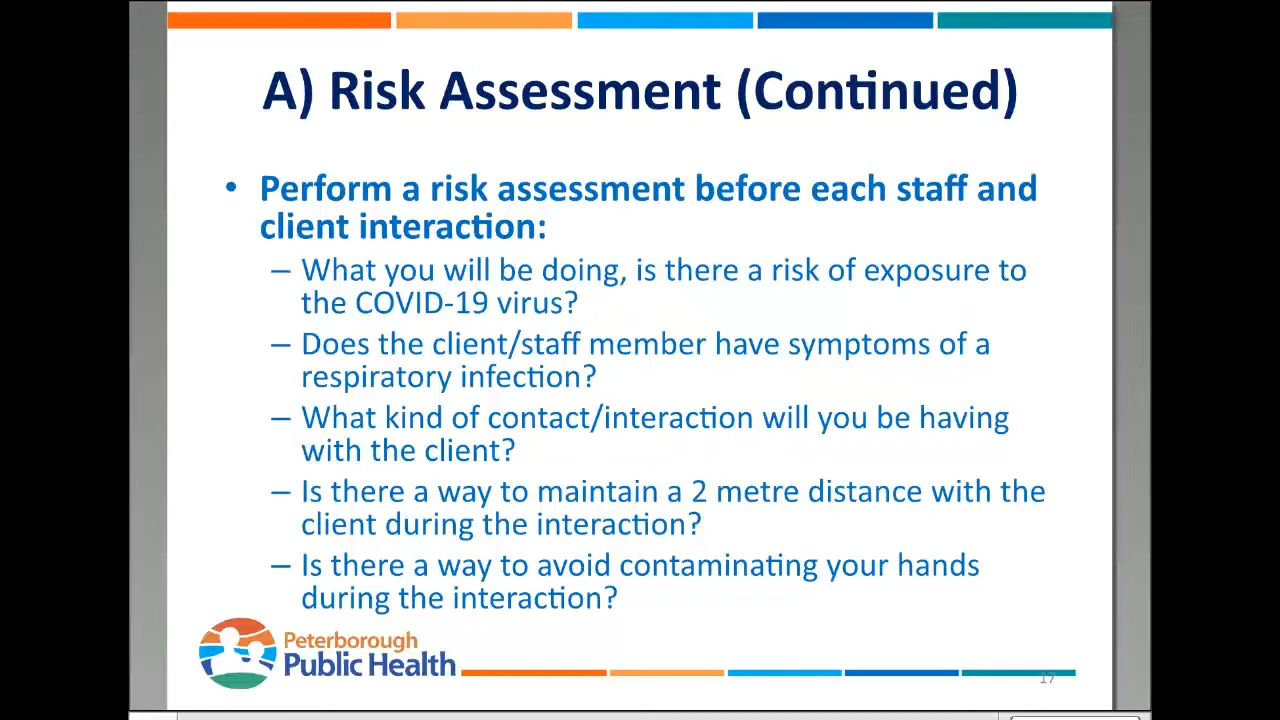 A) Risk Assessment (Continued)
• Perform a risk assessment before each staff and
client interaction:
– What you will be doing, is there a risk of exposure to
the COVID-19 virus?
– Does the client/staff member have symptoms of a
respiratory infection?
– What kind of contact/interaction will you be having
with the client?
– Is there a way to maintain a 2 metre distance with the
client during the interaction?
– Is there a way to avoid contaminating your hands
during the interaction?
Peterborough
Public Health
17